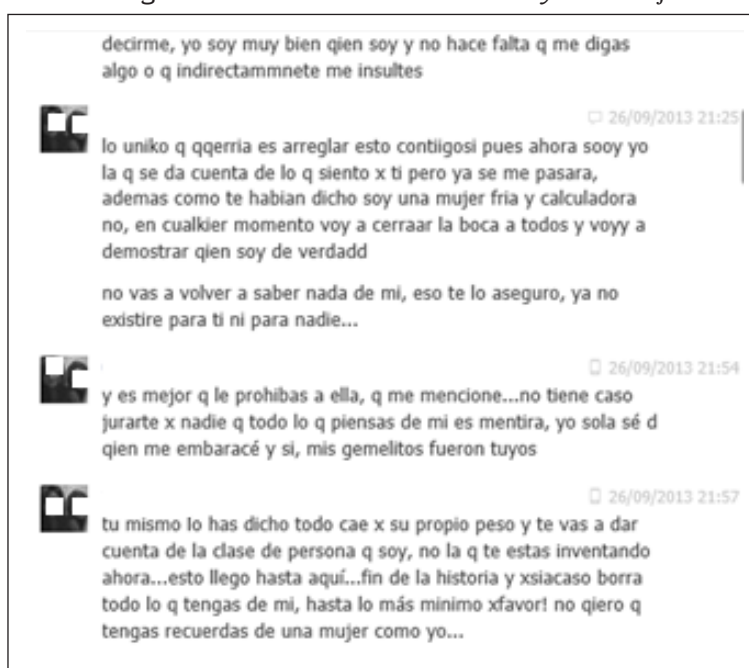 decirme, yo soy muy bien qien soy y no hace falta q me digas
algo o q indirectammnete me insultes
26/09/2013 21:25
lo uniko q qqerria es arreglar esto contiigosi pues ahora sooy yo
la q se da cuenta de lo q siento x ti pero ya se me pasara,
ademas como te habian dicho soy una mujer fria y calculadora
no, en cualkier momento voy a cerraar la boca a todos y voyy a
demostrar qien soy de verdadd
no vas a volver a saber nada de mi, eso te lo aseguro, ya no
existire para ti ni para nadie...
26/09/2013 21:54
y es mejor q le prohibas a ella, q me mencione...no tiene caso
jurarte x nadie q todo lo q piensas de mi es mentira, yo sola sé d
qien me embaracé y si, mis gemelitos fueron tuyos
26/09/2013 21:57
tu mismo lo has dicho todo cae x su propio peso y te vas a dar
cuenta de la clase de persona q soy, no la q te estas inventando
ahora...esto llego hasta aquí...fin de la historia y xsiacaso borra
todo lo q tengas de mi, hasta lo más minimo xfavor! no qiero q
tengas recuerdas de una mujer como yo...